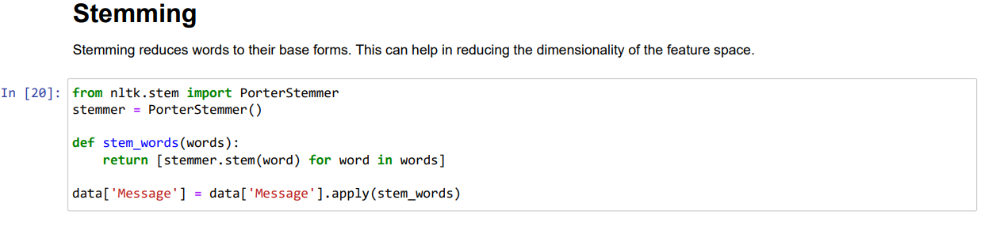 Stemming
Stemming reduces words to their base forms. This can help in reducing the dimensionality of the feature space.
In [20]: from nltk.stem import PorterStemmer
stemmer = PorterStemmer()
def stem_words(words):
    return [stemmer.stem(word) for word in words]
data['Message'] = data['Message'].apply(stem_words)